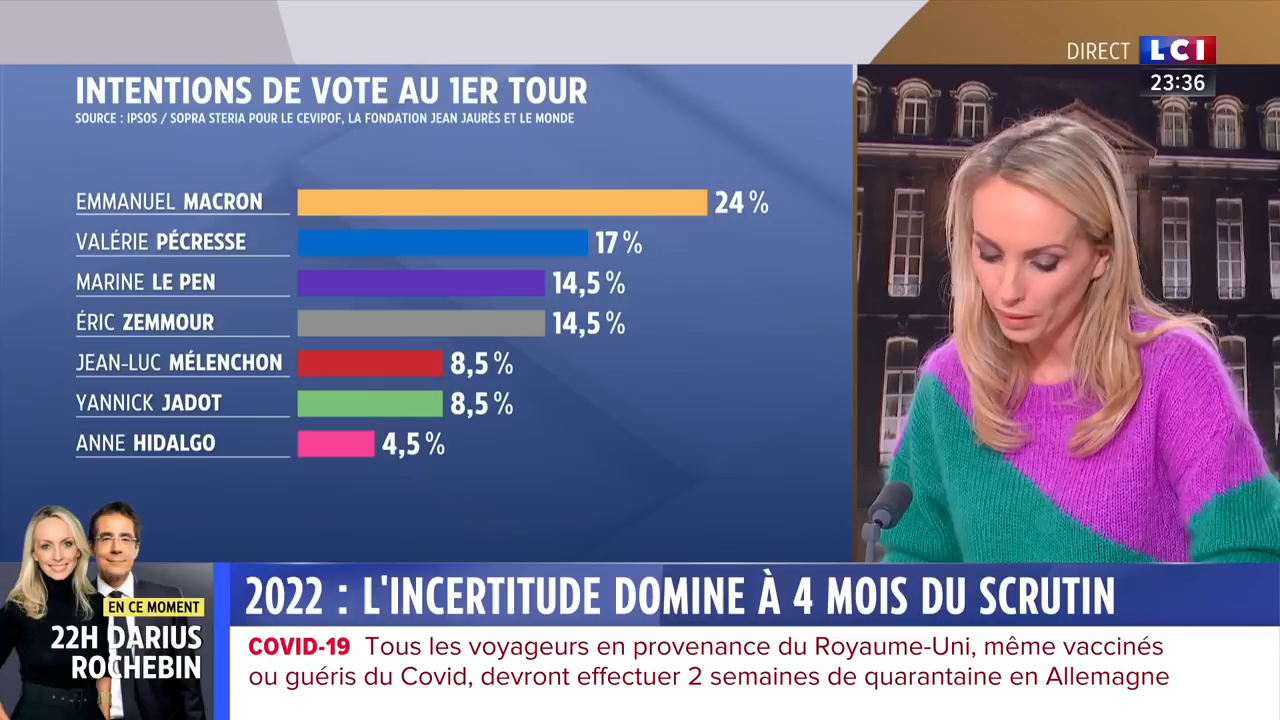 DIRECT LCI
23:36
INTENTIONS DE VOTE AU 1ER TOUR
SOURCE : IPSOS / SOPRA STERIA POUR LE CEVIPOF, LA FONDATION JEAN JAURÈS ET LE MONDE
EMMANUEL MACRON 24 %
VALÉRIE PÉCRESSE 17 %
MARINE LE PEN 14,5 %
ÉRIC ZEMMOUR 14,5 %
JEAN-LUC MÉLENCHON 8,5 %
YANNICK JADOT 8,5 %
ANNE HIDALGO 4,5 %
EN CE MOMENT
22H DARIUS
ROCHEBIN
2022 : L'INCERTITUDE DOMINE À 4 MOIS DU SCRUTIN
COVID-19 Tous les voyageurs en provenance du Royaume-Uni, même vaccinés
ou guéris du Covid, devront effectuer 2 semaines de quarantaine en Allemagne